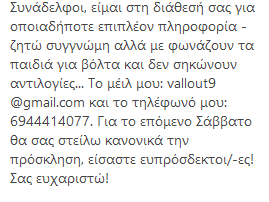 Συνάδελφοι, είμαι στη διάθεσή σας για
οποιαδήποτε επιπλέον πληροφορία -
ζητώ συγγνώμη αλλά με φωνάζουν τα
παιδιά για βόλτα και δεν σηκώνουν
αντιλογίες... Το μέιλ μου: vallout9
@gmail.com και το τηλέφωνό μου:
6944414077. Για το επόμενο Σάββατο
θα σας στείλω κανονικά την
πρόσκληση, είσαστε ευπρόσδεκτοι/-ες!
Σας ευχαριστώ!